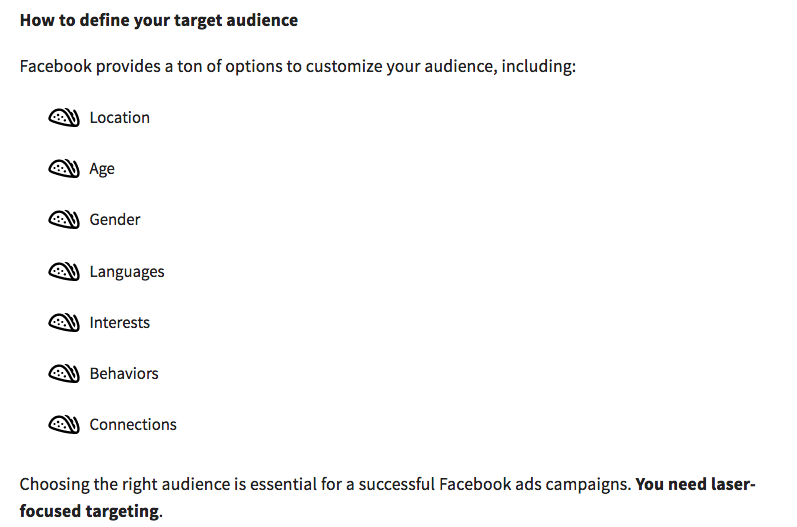 How to define your target audience
Facebook provides a ton of options to customize your audience, including:
Location
Age
Gender
Languages
Interests
Behaviors
Connections
Choosing the right audience is essential for a successful Facebook ads campaigns. You need laser-
focused targeting.